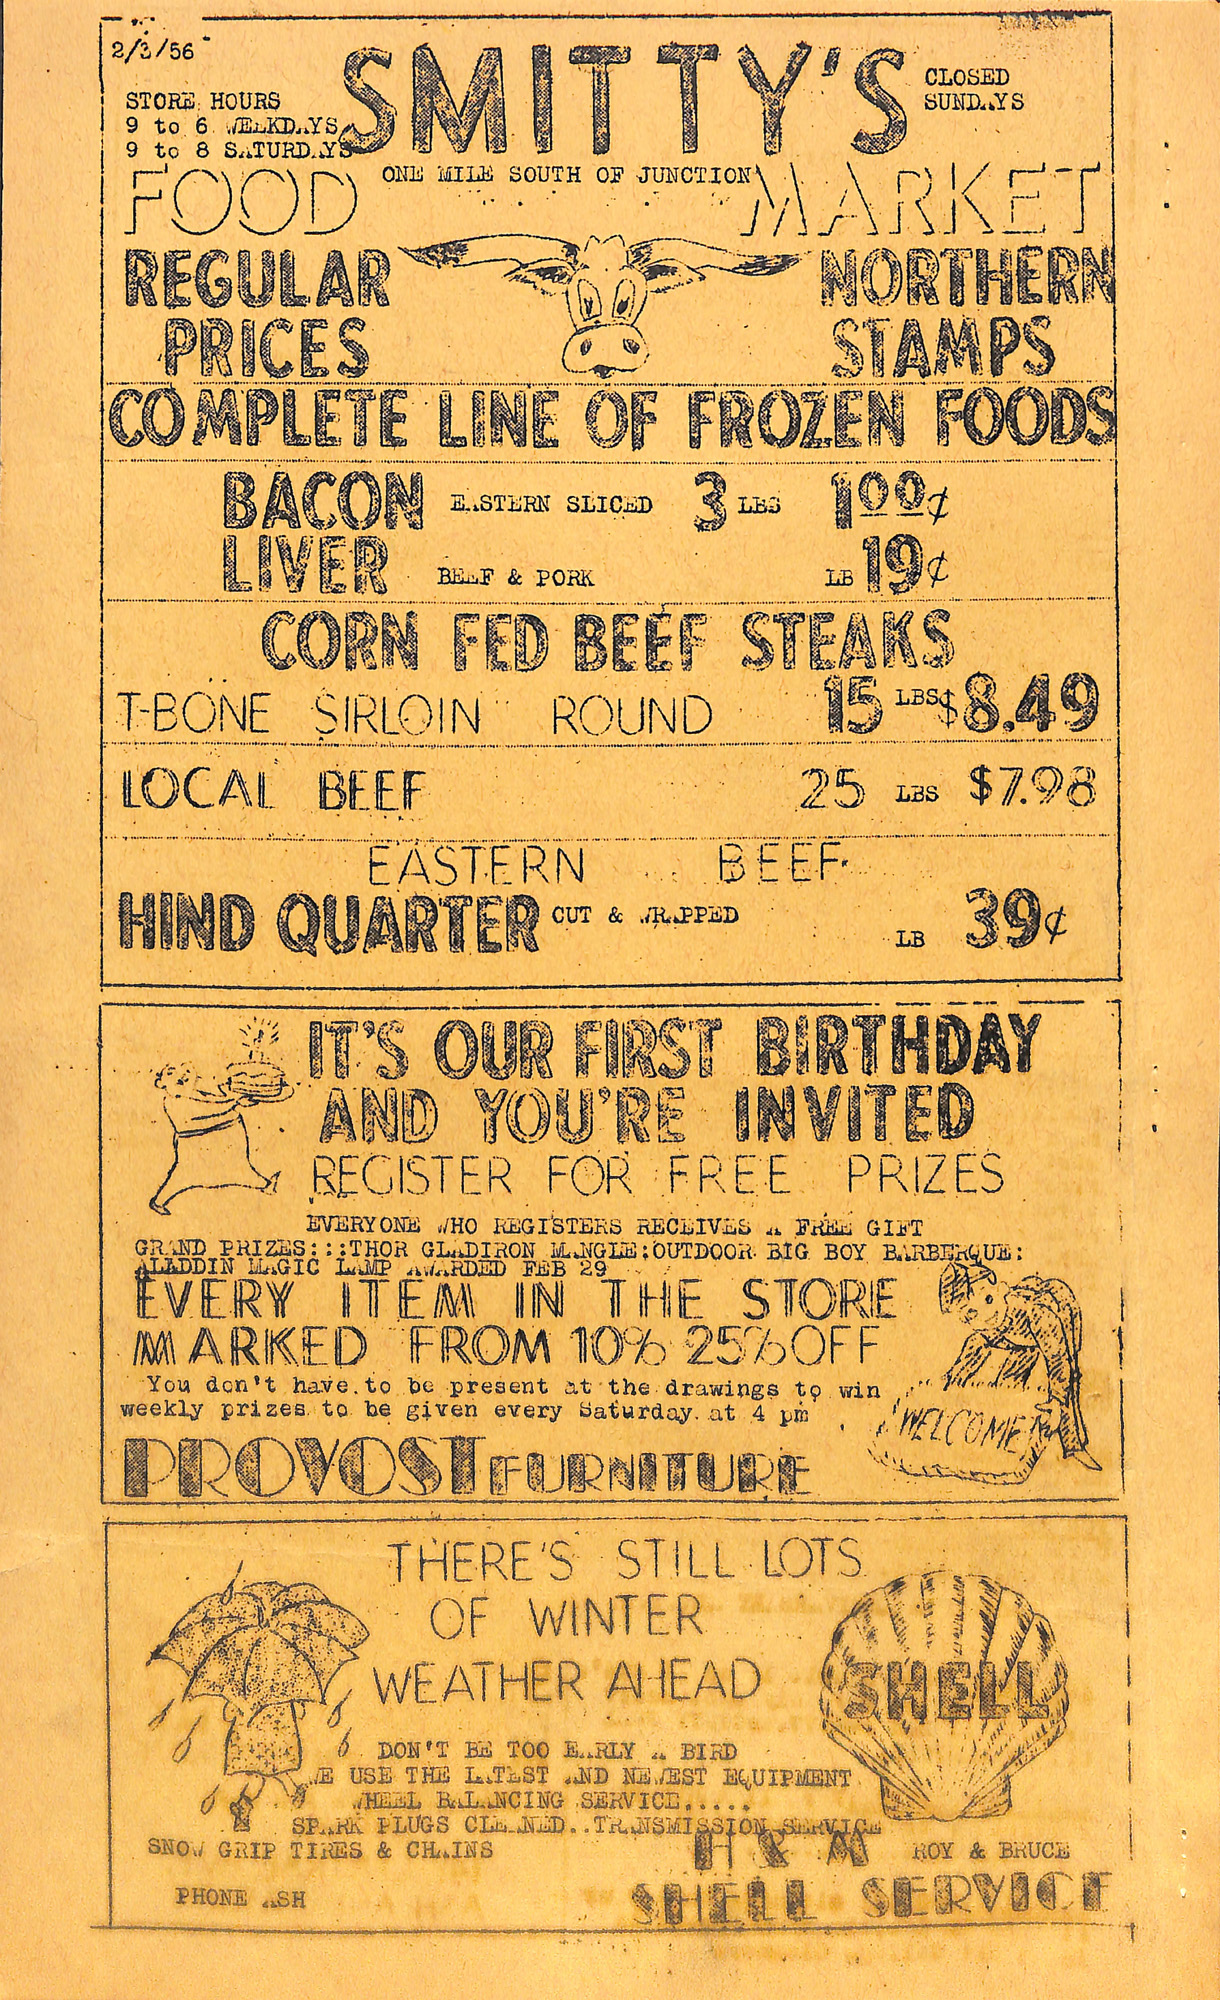 2/3/56
SMITTY'S
CLOSED
SUNDAYS
STORE HOURS
9 to 6 WEEKDAYS
9 to 8 SATURDAYS
ONE MILE SOUTH OF JUNCTION
FOOD MARKET
REGULAR
PRICES
NORTHERN
STAMPS
COMPLETE LINE OF FROZEN FOODS
BACON EASTERN SLICED 3 LBS 100¢
LIVER BEEF & PORK LB 19¢
CORN FED BEEF STEAKS
T-BONE SIRLOIN ROUND 15 LBS $8.49
LOCAL BEEF 25 LBS $7.98
EASTERN BEEF
HIND QUARTER CUT & WRAPPED LB 39¢
IT'S OUR FIRST BIRTHDAY
AND YOU'RE INVITED
REGISTER FOR FREE PRIZES
EVERYONE WHO REGISTERS RECEIVES A FREE GIFT
GRAND PRIZES:::THOR GLADIRON MANGLE:OUTDOOR BIG BOY BARBERQUE:
ALADDIN MAGIC LAMP AWARDED FEB 29
EVERY ITEM IN THE STORE
MARKED FROM 10% 25% OFF
You don't have to be present at the drawings to win
weekly prizes to be given every Saturday at 4 pm
WELCOME
PROVOST FURNITURE
THERE'S STILL LOTS
OF WINTER
WEATHER AHEAD
SHELL
DON'T BE TOO EARLY A BIRD
WE USE THE LATEST AND NEWEST EQUIPMENT
WHEEL BALANCING SERVICE.....
SPARK PLUGS CLEANED..TRANSMISSION SERVICE
SNOW GRIP TIRES & CHAINS
H & M ROY & BRUCE
PHONE ASH
SHELL SERVICE